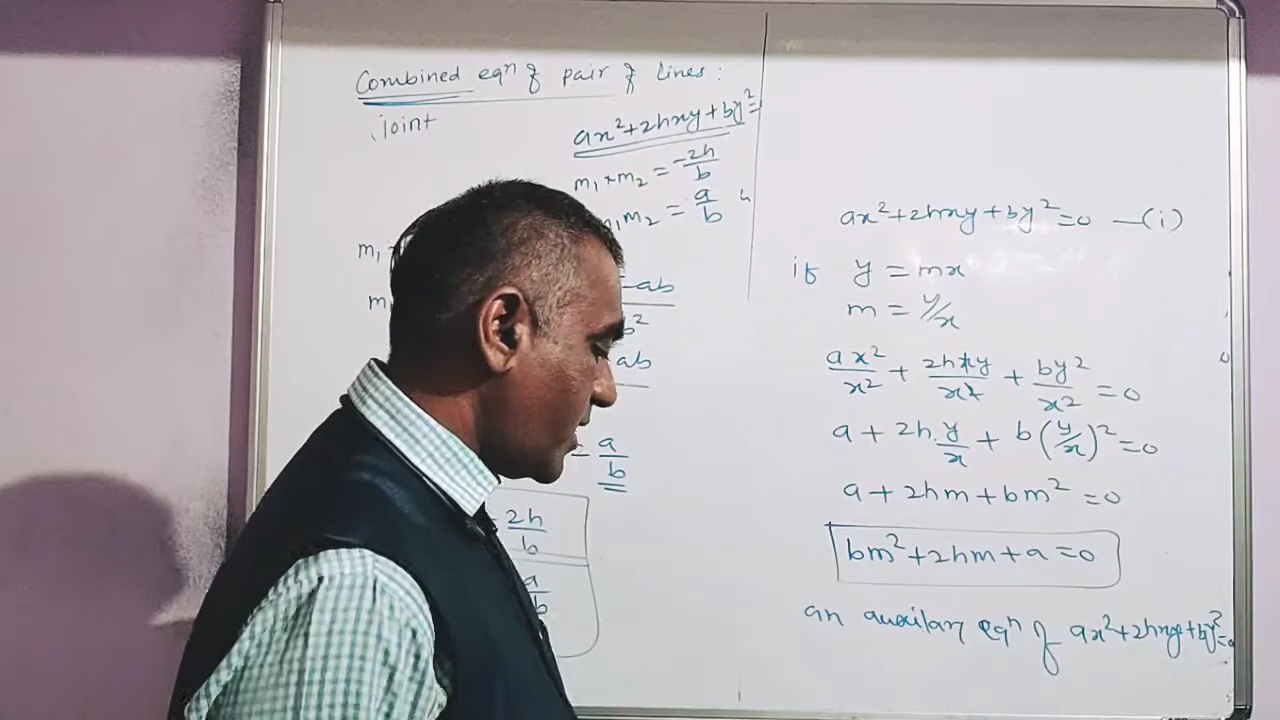 Combined eqⁿ of pair of lines :
Joint
ax²+2hxy+by²=
m₁+m₂ = -2h/b
m₁m₂ = a/b
m₁
m
-ab
b²
ab
= a/b
2h/b
a/b
ax²+2hxy+by²=0 —(i)
if y = mx
m = y/x
ax²/x² + 2hxy/x² + by²/x² = 0
a + 2h.y/x + b(y/x)² = 0
a + 2hm + bm² = 0
bm²+2hm+a=0
an auxilary eqⁿ of ax²+2hxy+by²=0